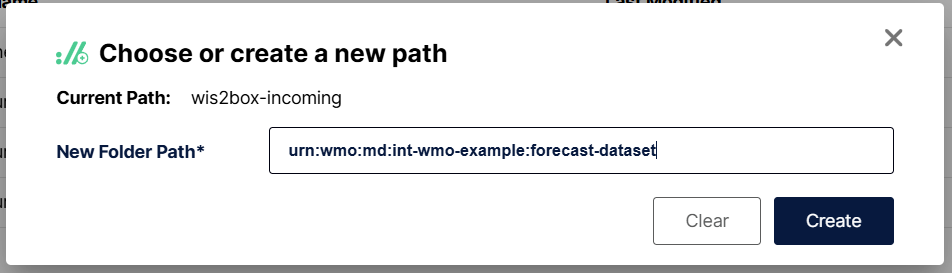 Choose or create a new path
Current Path: wis2box-incoming
New Folder Path* urn:wmo:md:int-wmo-example:forecast-dataset
Clear Create